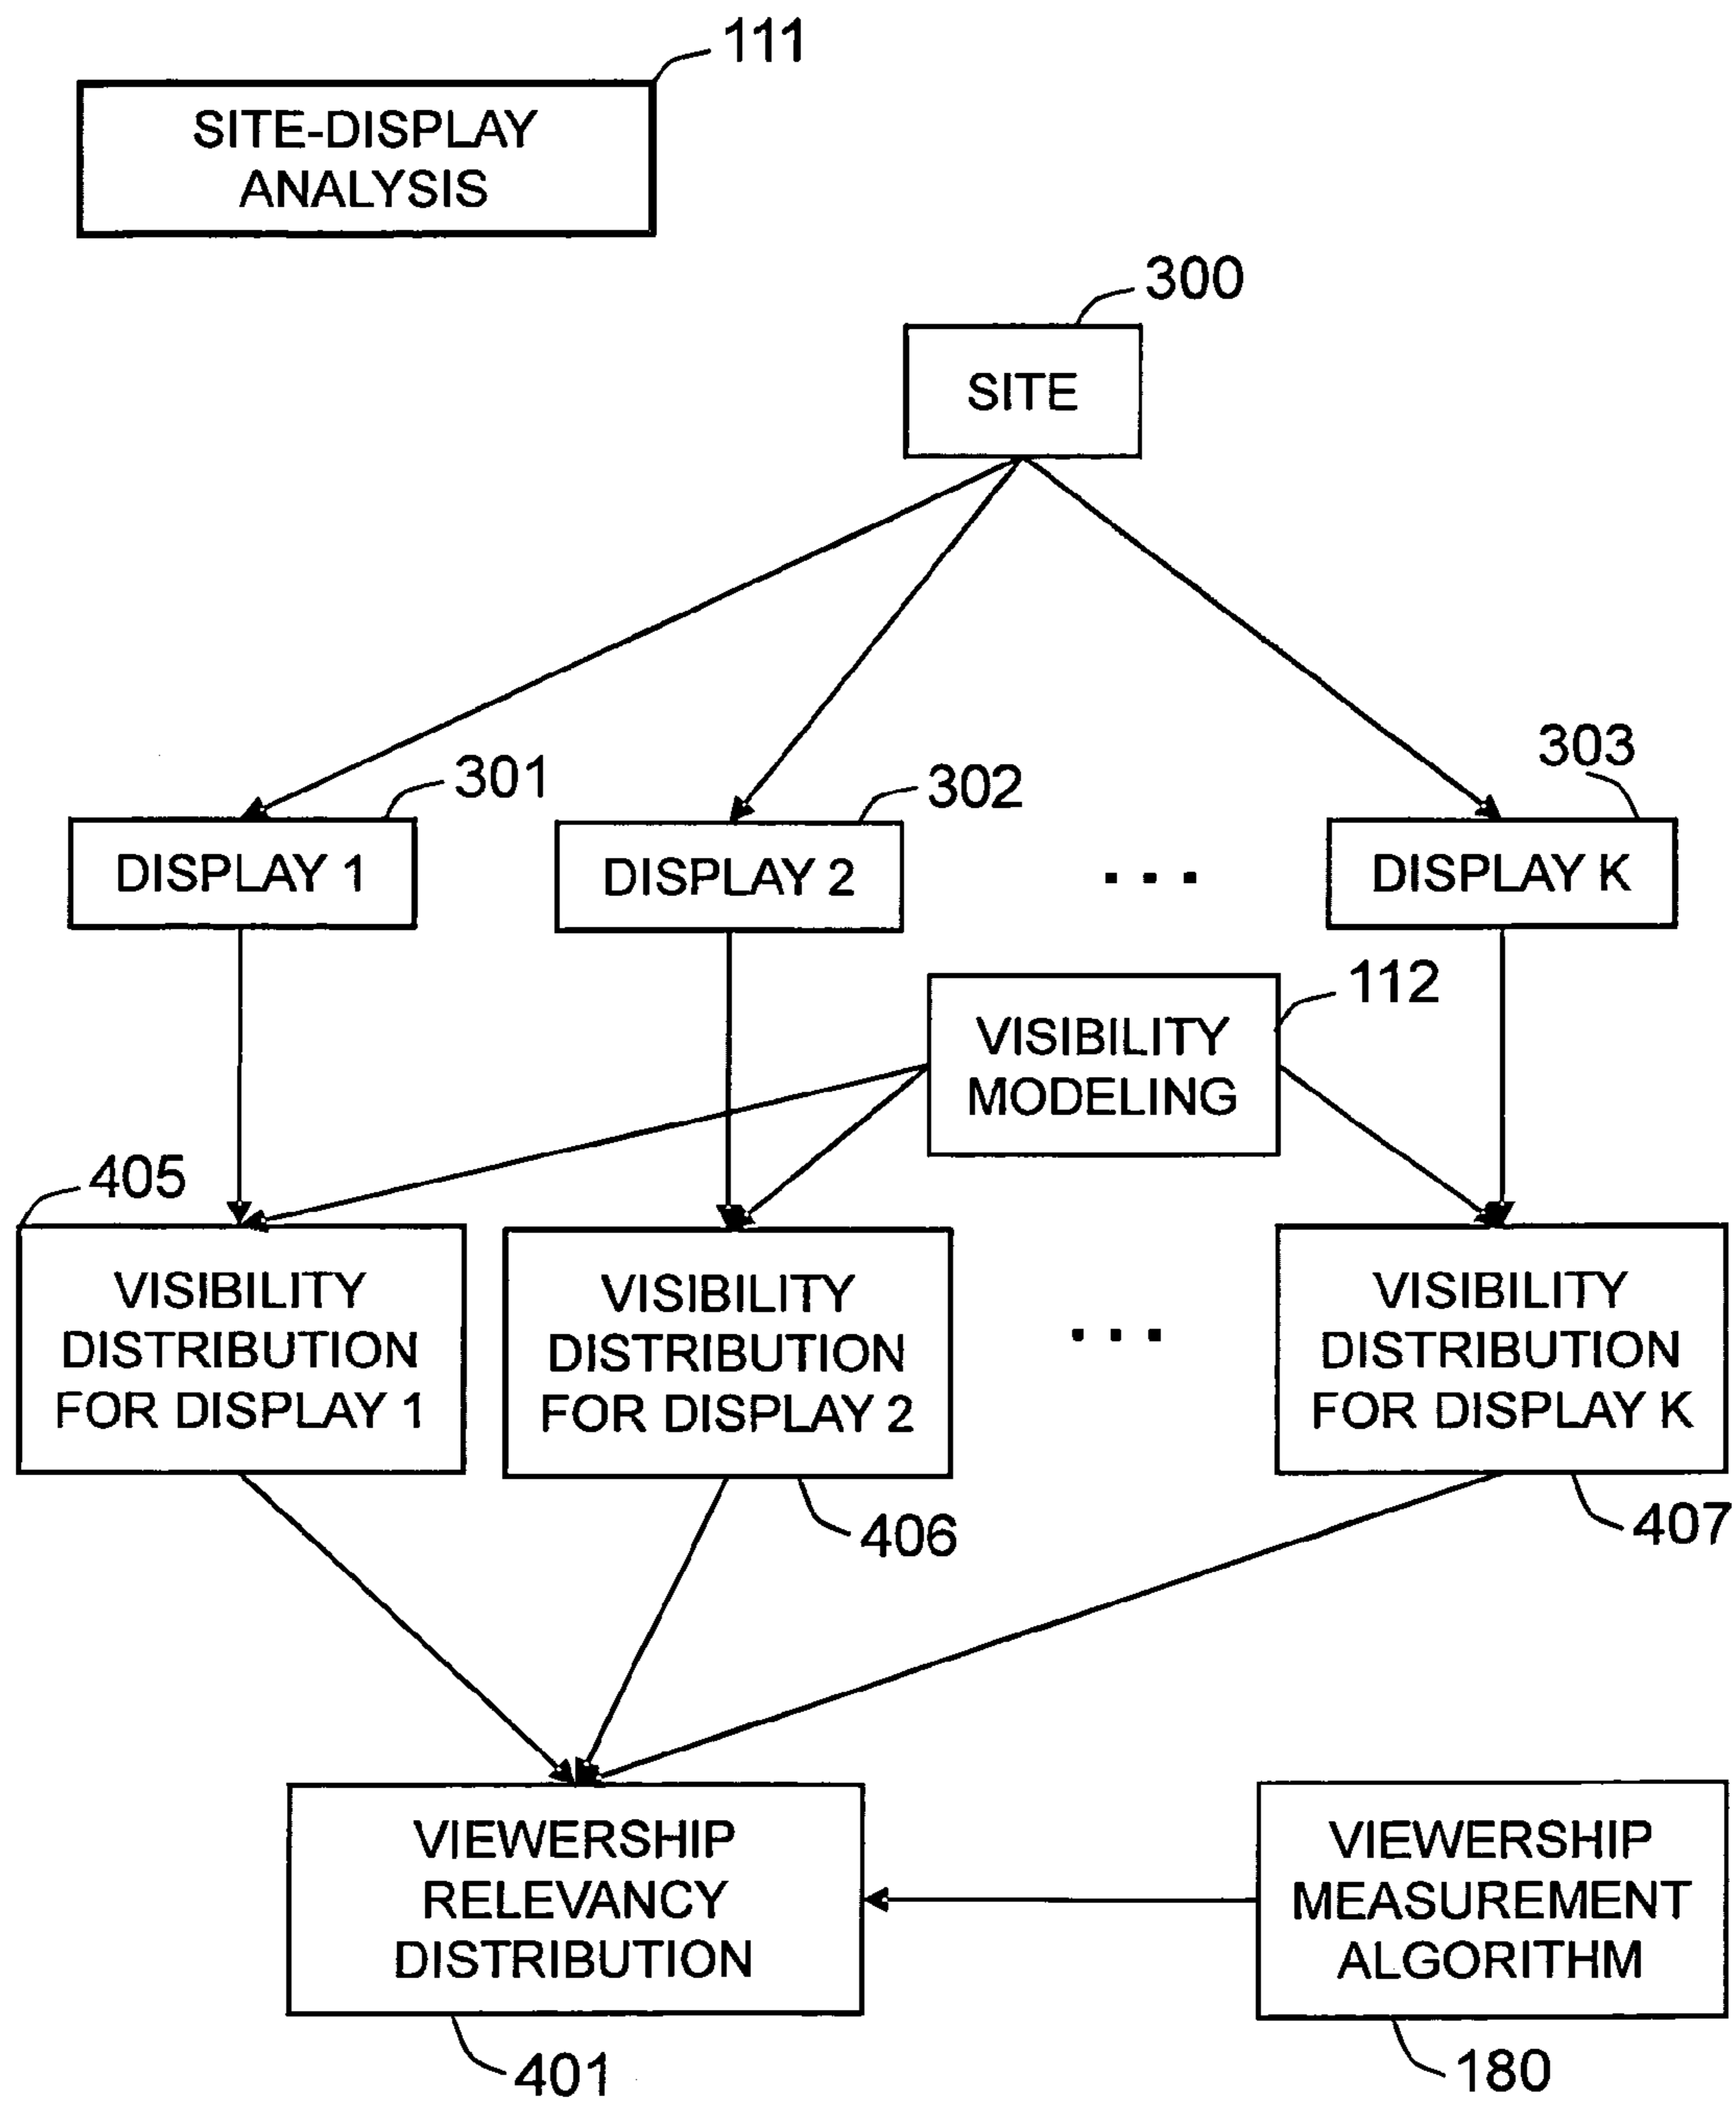 111
SITE-DISPLAY
ANALYSIS
300
SITE
301
302
303
DISPLAY 1
DISPLAY 2
...
DISPLAY K
112
VISIBILITY
MODELING
405
VISIBILITY
DISTRIBUTION
FOR DISPLAY 1
VISIBILITY
DISTRIBUTION
FOR DISPLAY 2
...
VISIBILITY
DISTRIBUTION
FOR DISPLAY K
406
407
VIEWERSHIP
RELEVANCY
DISTRIBUTION
VIEWERSHIP
MEASUREMENT
ALGORITHM
401
180